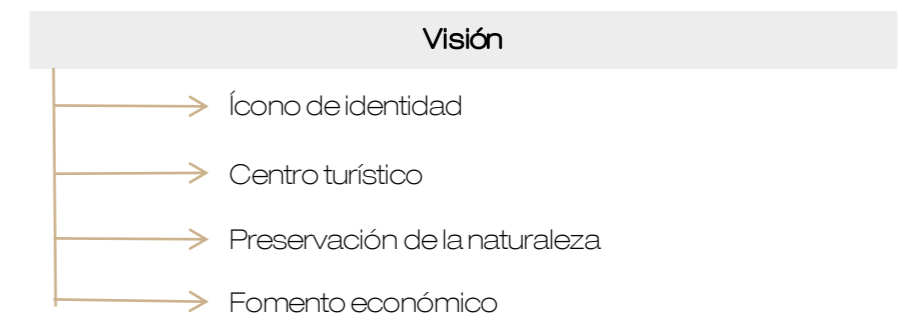 Visión
Ícono de identidad
Centro turístico
Preservación de la naturaleza
Fomento económico